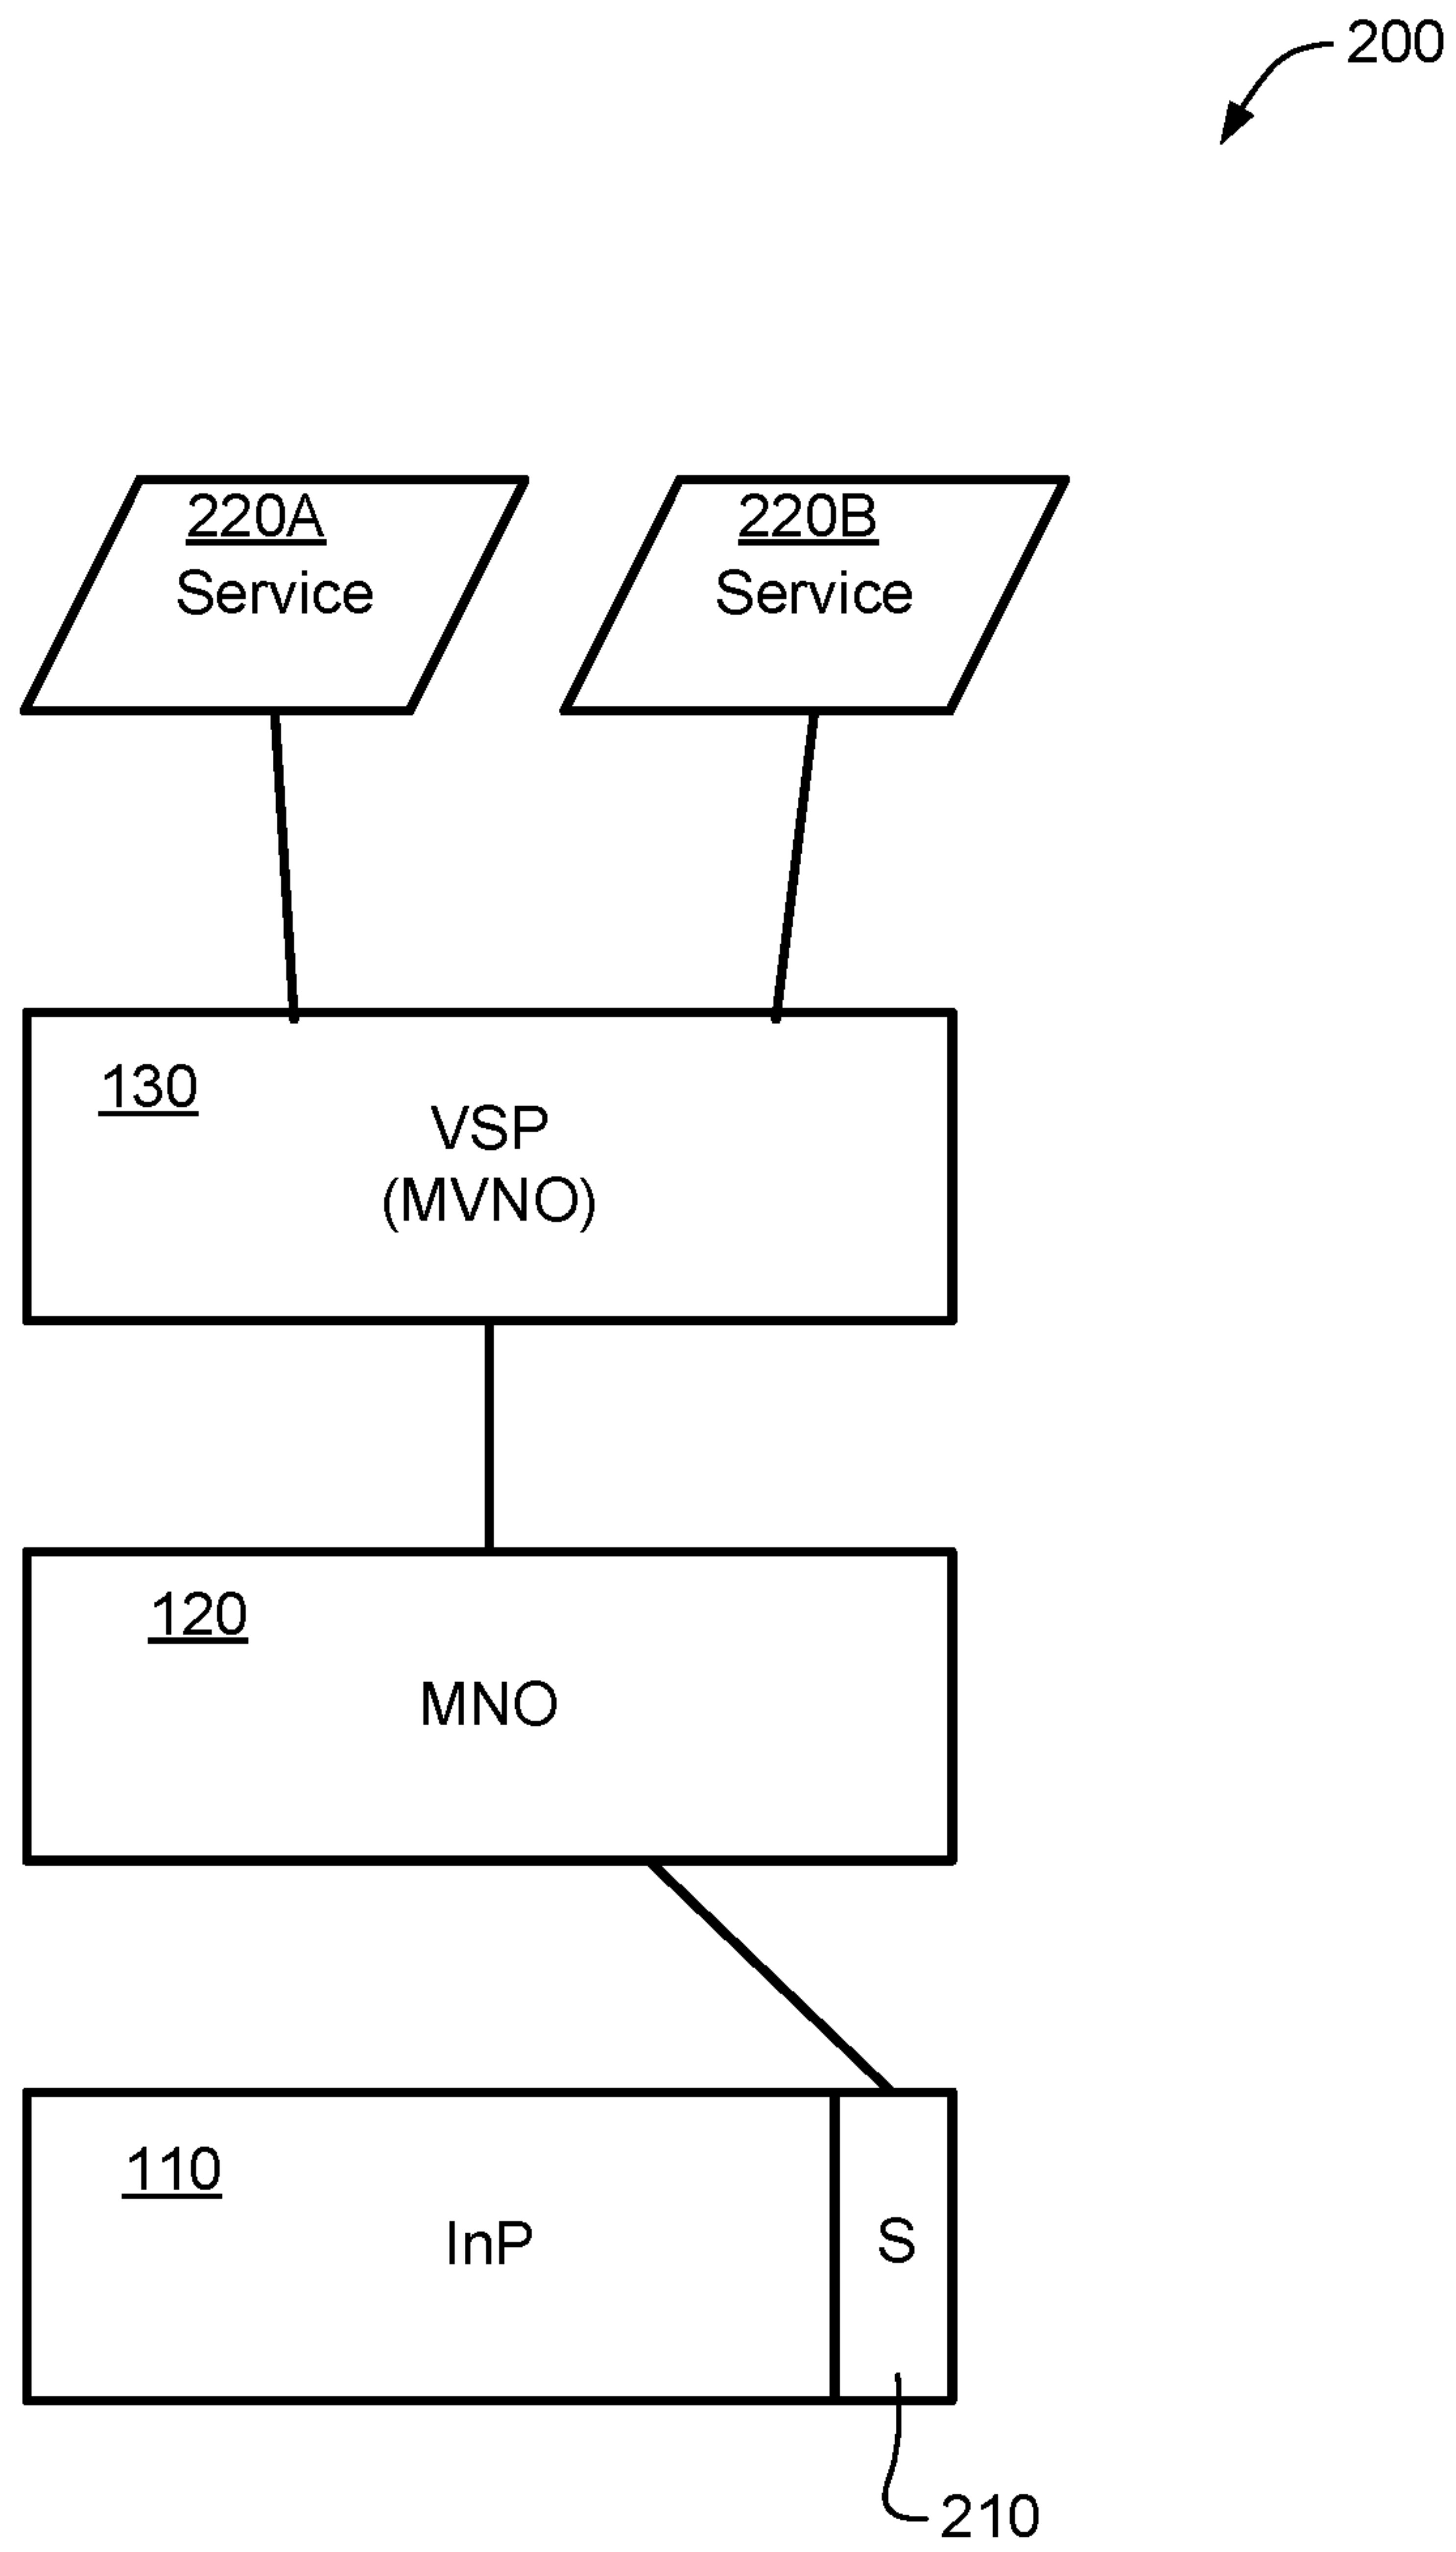 200
220A
Service
220B
Service
130
VSP
(MVNO)
120
MNO
110
InP
S
210